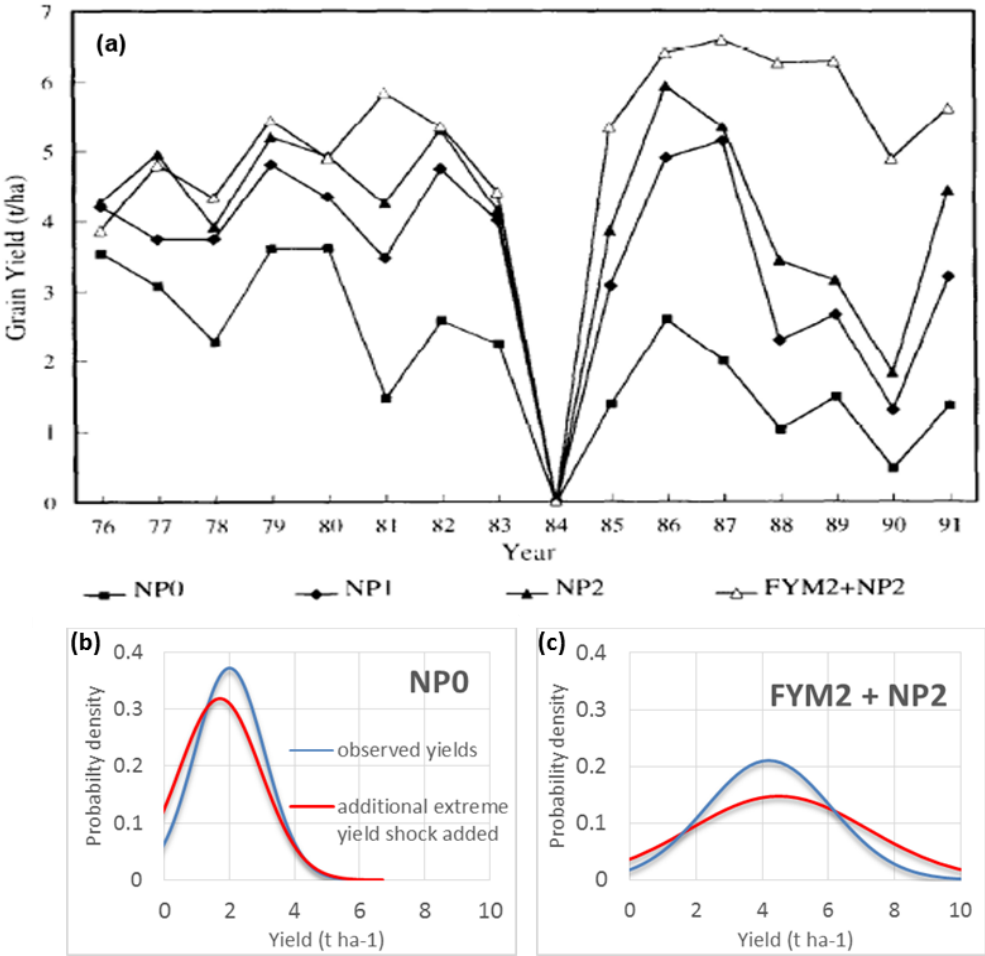 (a)
7
6
5
4
3
2
1
0
Grain Yield (t/ha)
76 77 78 79 80 81 82 83 84 85 86 87 88 89 90 91
Year
NP0 NP1 NP2 FYM2+NP2
(b)
NP0
0.4
0.3
0.2
0.1
0
Probabilty density
observed yields
additional extreme
yield shock added
0 2 4 6 8 10
Yield (t ha-1)
(c)
FYM2 + NP2
0.4
0.3
0.2
0.1
0
Probability density
0 2 4 6 8 10
Yield (t ha-1)